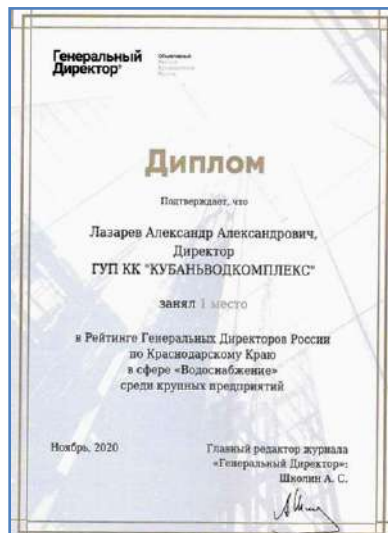 Генеральный
Директор
Диплом
Подтверждает, что
Лазарев Александр Александрович,
Директор
ГУП КК "КУБАНЬВОДКОМПЛЕКС"
занял 1 место
в Рейтинге Генеральных Директоров России
по Краснодарскому Краю
в сфере «Водоснабжение»
среди крупных предприятий
Ноябрь, 2020
Главный редактор журнала
«Генеральный Директор»:
Школин А. С.